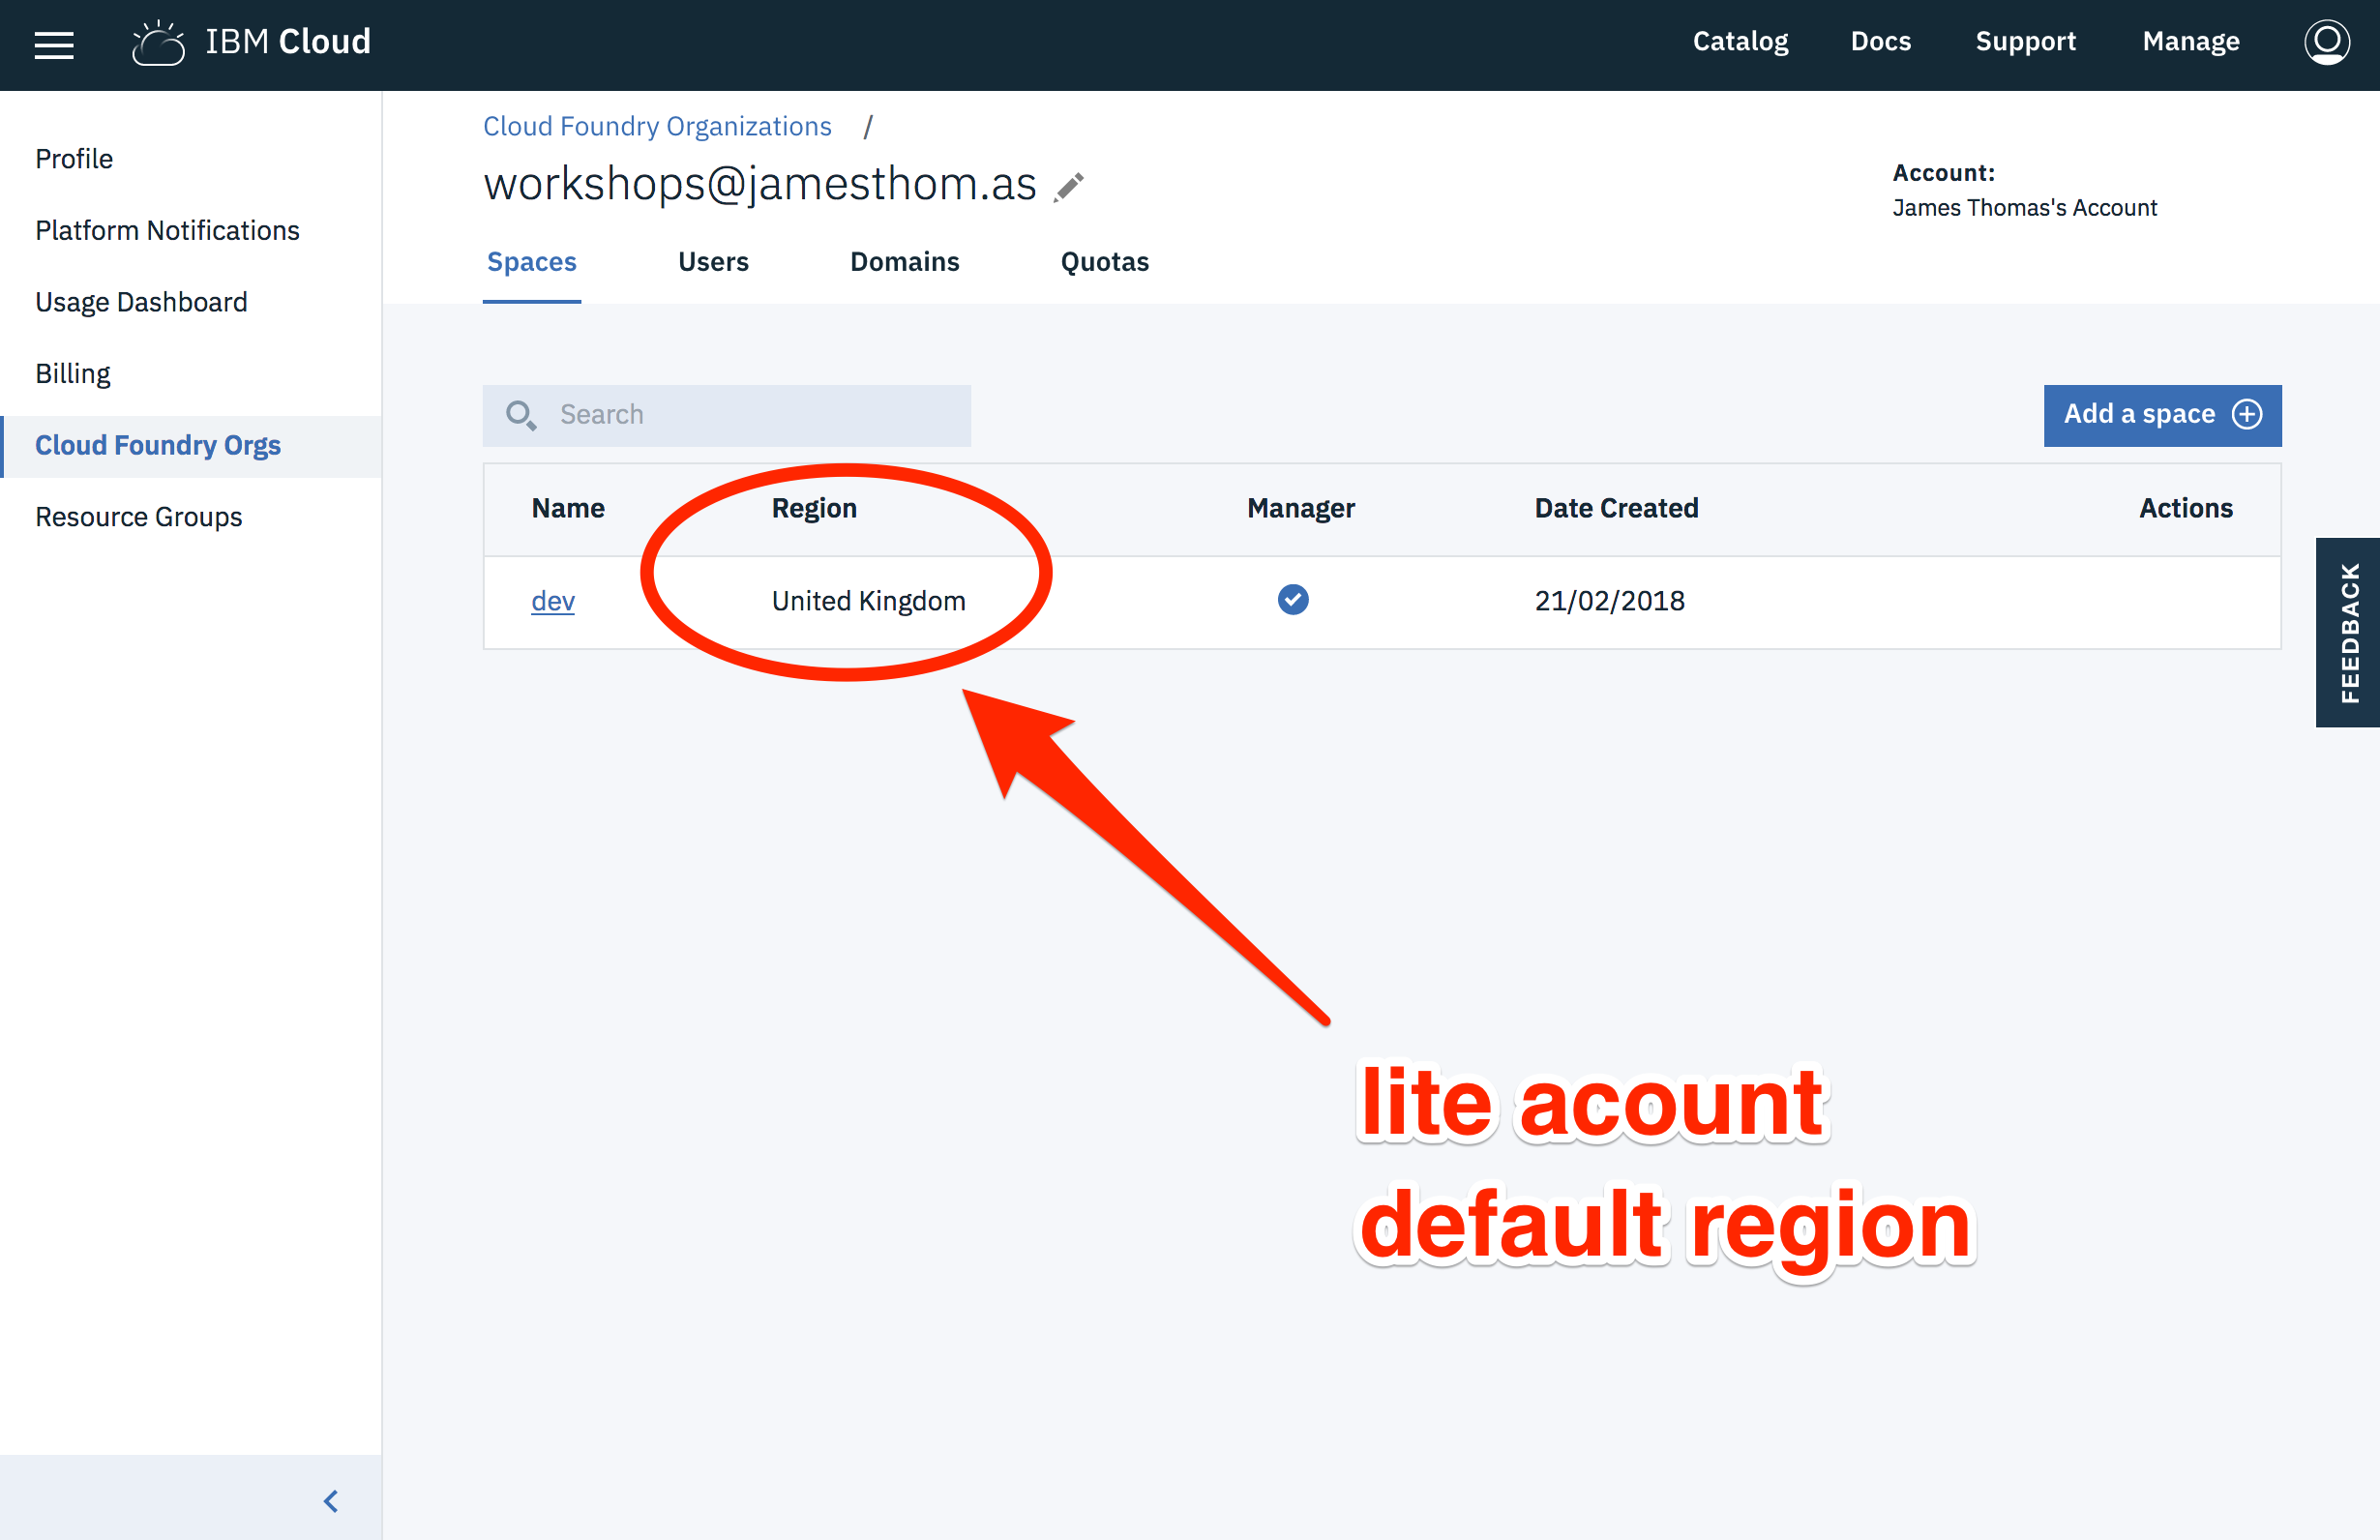 IBM Cloud
Catalog Docs Support Manage
Profile
Platform Notifications
Usage Dashboard
Billing
Cloud Foundry Orgs
Resource Groups
Cloud Foundry Organizations /
workshops@jamesthom.as
Account:
James Thomas's Account
Spaces Users Domains Quotas
Search
Add a space
Name Region Manager Date Created Actions
dev United Kingdom 21/02/2018
FEEDBACK
lite acount
default region